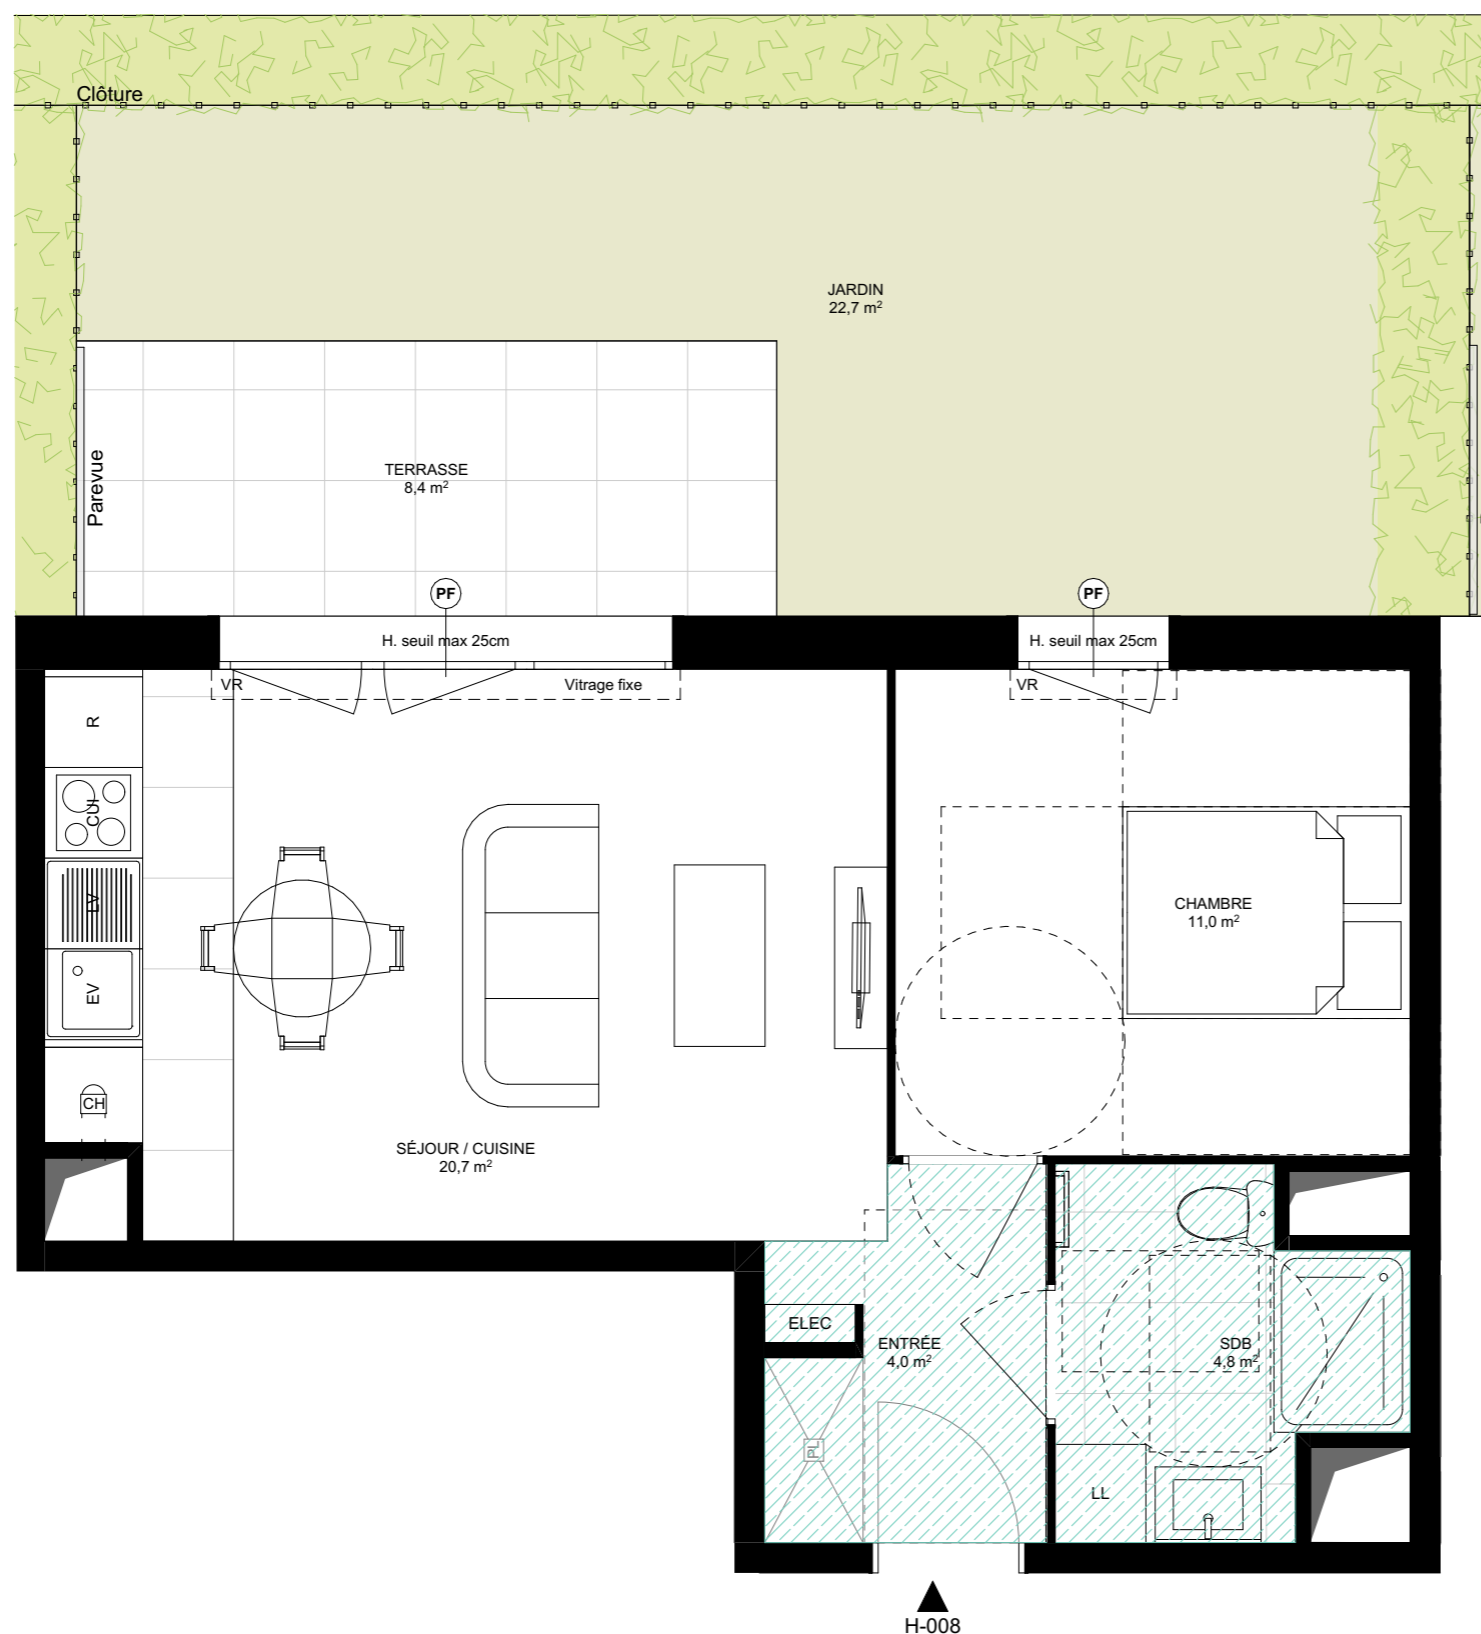 Clôture
JARDIN
22,7 m²
Parevue
TERRASSE
8,4 m²
PF
PF
H. seuil max 25cm
H. seuil max 25cm
VR
Vitrage fixe
VR
R
CUI
LV
EV
CH
CHAMBRE
11,0 m²
SÉJOUR / CUISINE
20,7 m²
ELEC
ENTRÉE
4,0 m²
SDB
4,8 m²
PL
LL
H-008